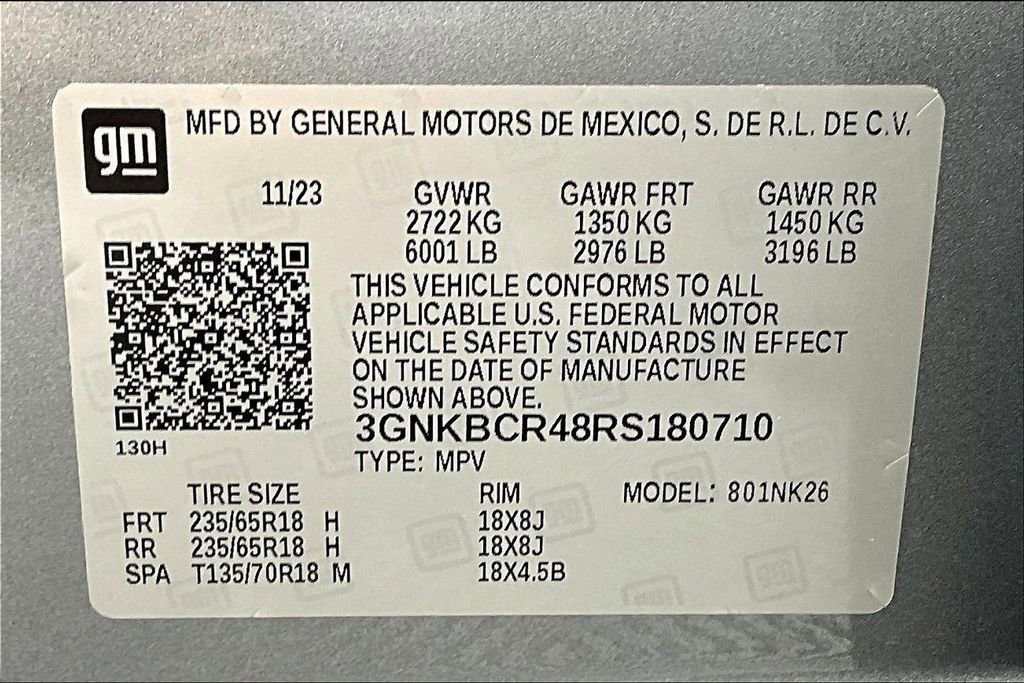 gm
MFD BY GENERAL MOTORS DE MEXICO, S. DE R.L. DE C.V.
11/23 GVWR GAWR FRT GAWR RR
2722 KG 1350 KG 1450 KG
6001 LB 2976 LB 3196 LB
THIS VEHICLE CONFORMS TO ALL
APPLICABLE U.S. FEDERAL MOTOR
VEHICLE SAFETY STANDARDS IN EFFECT
ON THE DATE OF MANUFACTURE
SHOWN ABOVE.
3GNKBCR48RS180710
130H
TYPE: MPV
TIRE SIZE RIM MODEL: 801NK26
FRT 235/65R18 H 18X8J
RR 235/65R18 H 18X8J
SPA T135/70R18 M 18X4.5B